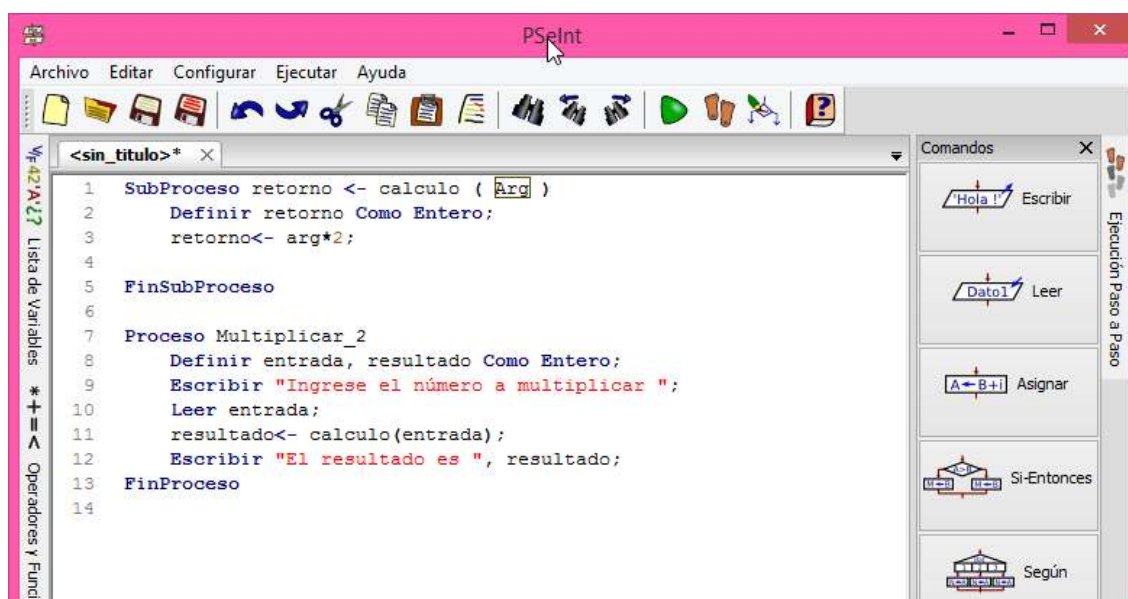 PSeInt
Archivo Editar Configurar Ejecutar Ayuda
<sin_titulo>*
1 SubProceso retorno <- calculo ( Arg )
2 Definir retorno Como Entero;
3 retorno<- arg*2;
4
5 FinSubProceso
6
7 Proceso Multiplicar_2
8 Definir entrada, resultado Como Entero;
9 Escribir "Ingrese el número a multiplicar ";
10 Leer entrada;
11 resultado<- calculo(entrada);
12 Escribir "El resultado es ", resultado;
13 FinProceso
14
Lista de Variables
*+=< Operadores y Funci
Comandos
'Hola !' Escribir
Dato1 Leer
A←B+i Asignar
Si-Entonces
Según
Ejecución Paso a Paso